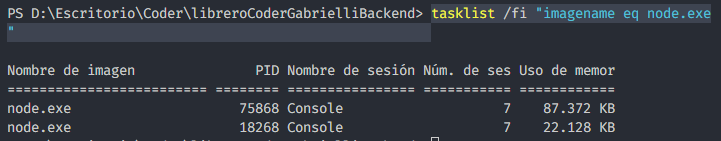 PS D:\Escritorio\Coder\libreroCoderGabrielliBackend> tasklist /fi "imagename eq node.exe
"
Nombre de imagen                     PID Nombre de sesión Núm. de ses Uso de memor
========================= ======== ================ =========== ============
node.exe                     75868 Console                    7    87.372 KB
node.exe                     18268 Console                    7    22.128 KB